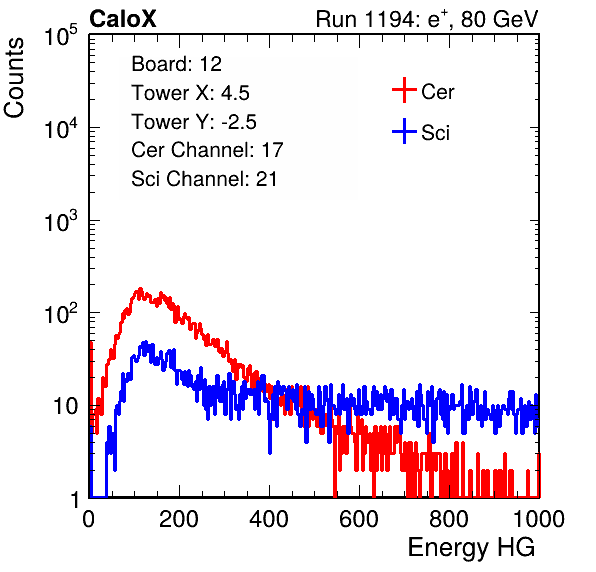 CaloX Run 1194: e⁺, 80 GeV
Counts
10⁵
10⁴
10³
10²
10
1
Board: 12
Tower X: 4.5
Tower Y: -2.5
Cer Channel: 17
Sci Channel: 21
Cer
Sci
0 200 400 600 800 1000
Energy HG